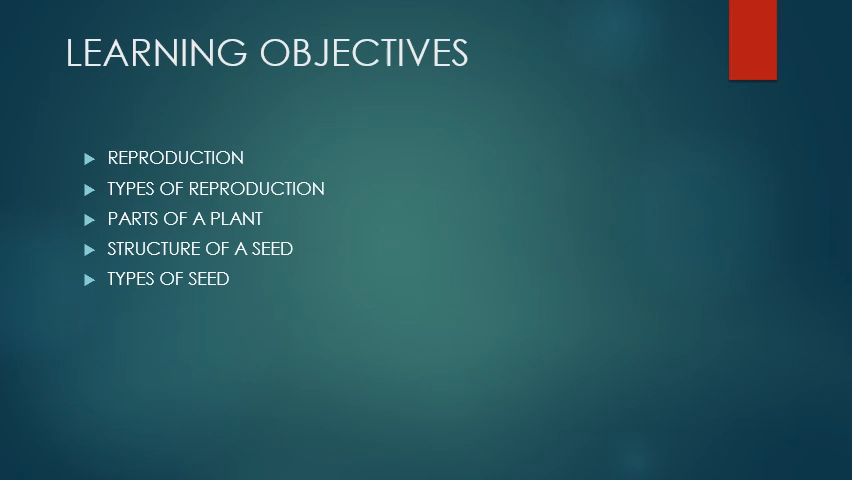 LEARNING OBJECTIVES
REPRODUCTION
TYPES OF REPRODUCTION
PARTS OF A PLANT
STRUCTURE OF A SEED
TYPES OF SEED